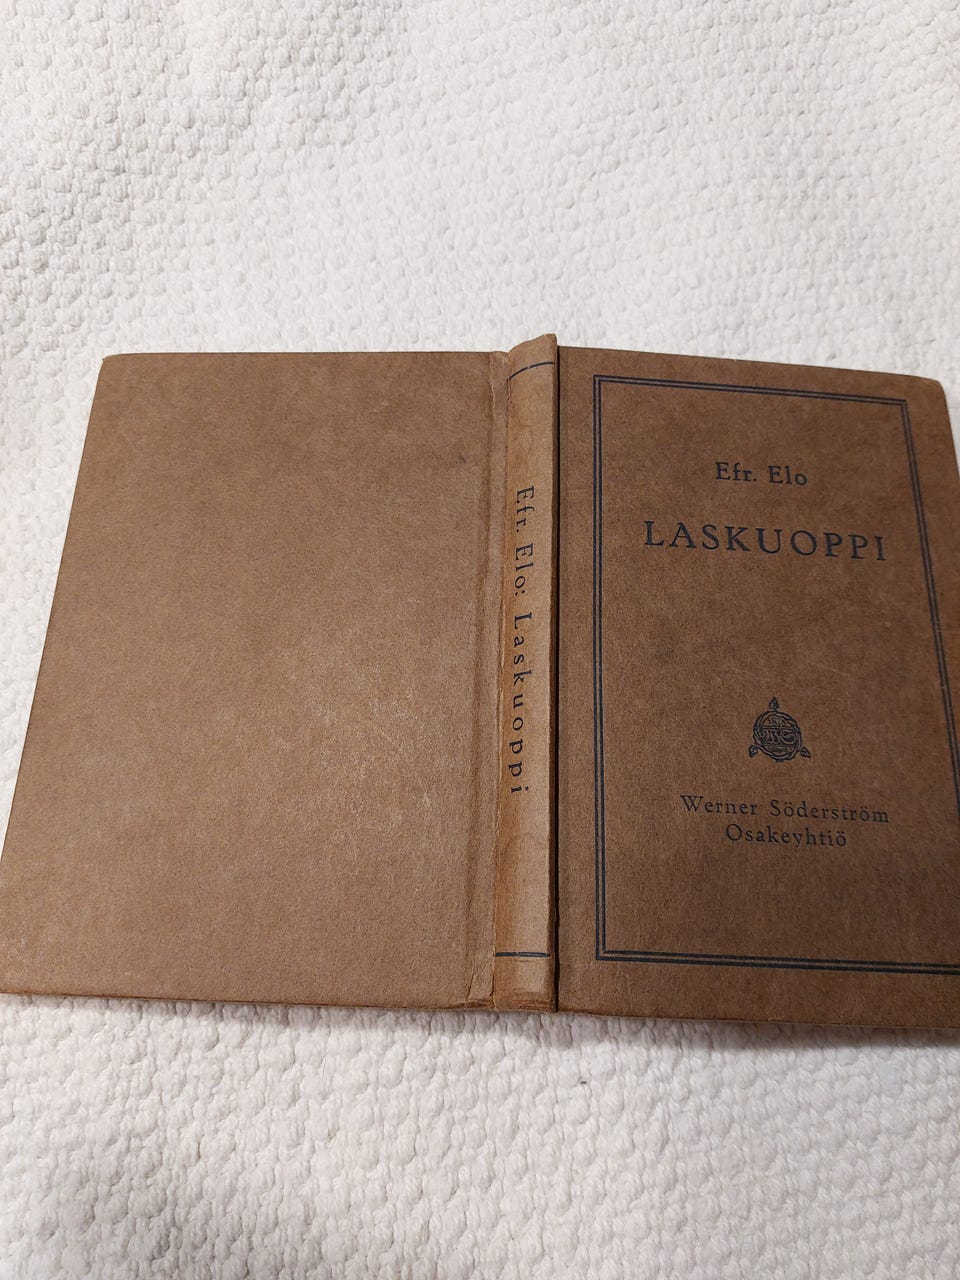 Efr. Elo: Laskuoppi
Efr. Elo
LASKUOPPI
Werner Söderström
Osakeyhtiö